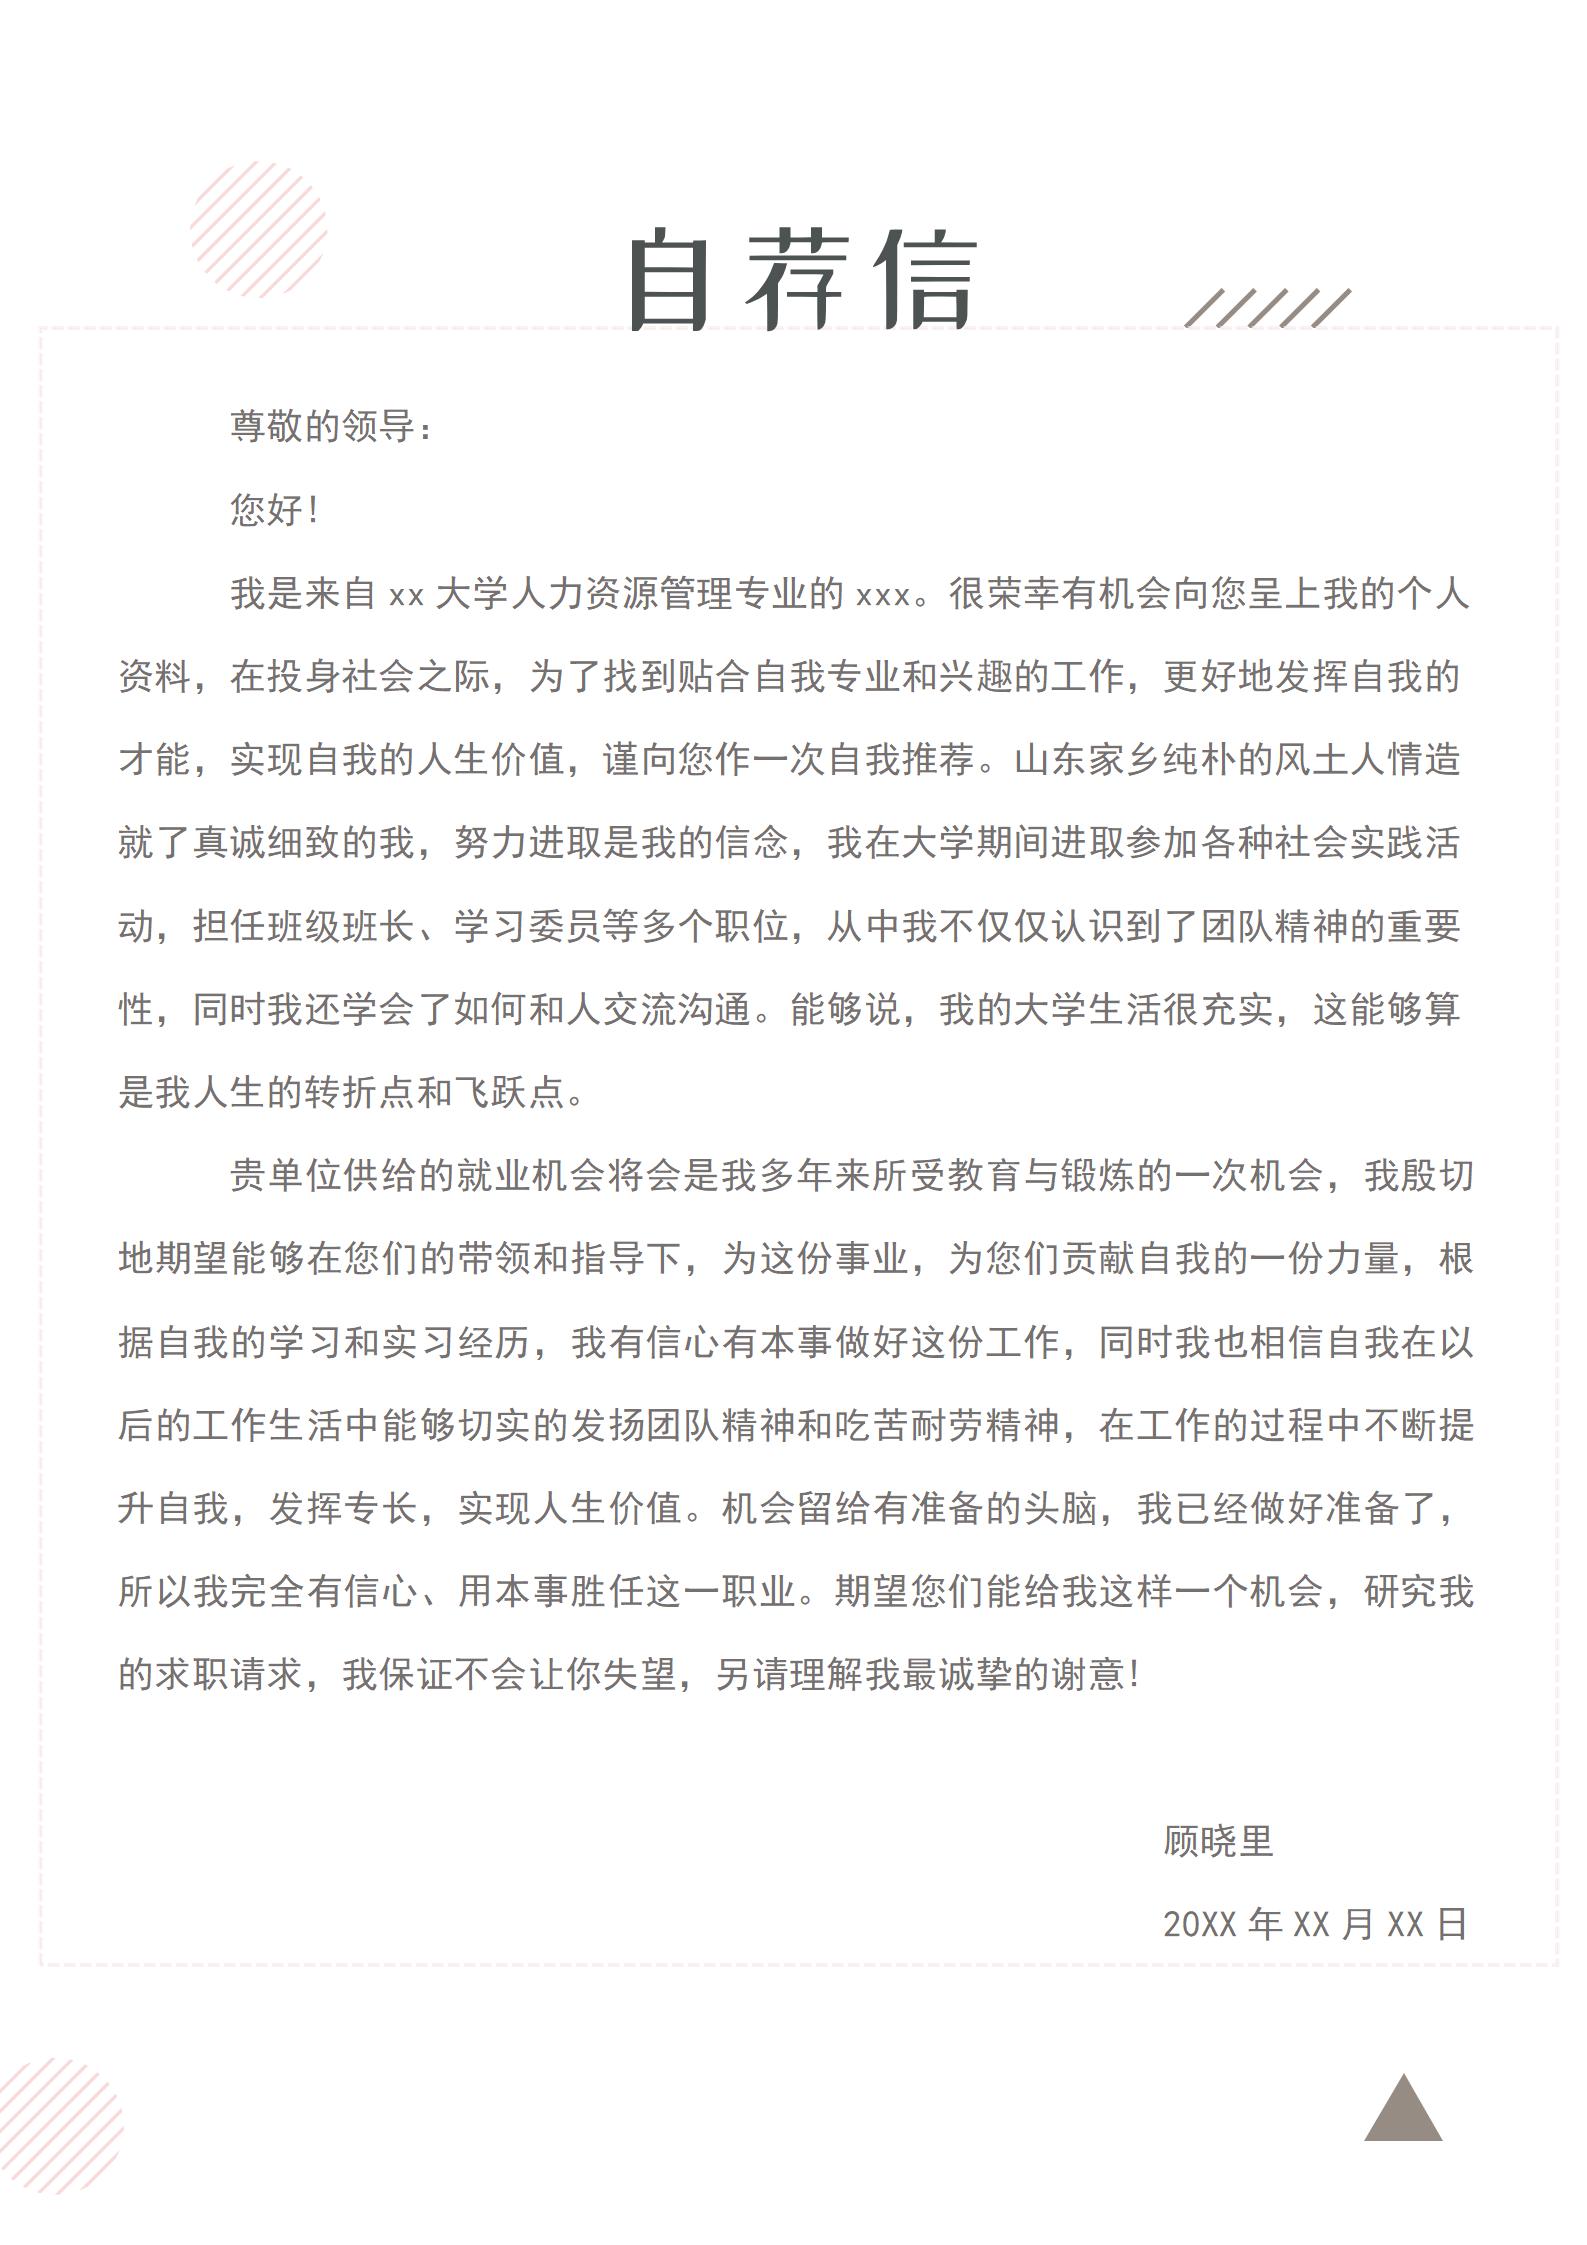 自荐信
尊敬的领导：
您好！
我是来自 xx 大学人力资源管理专业的 xxx。很荣幸有机会向您呈上我的个人
资料，在投身社会之际，为了找到贴合自我专业和兴趣的工作，更好地发挥自我的
才能，实现自我的人生价值，谨向您作一次自我推荐。山东家乡纯朴的风土人情造
就了真诚细致的我，努力进取是我的信念，我在大学期间进取参加各种社会实践活
动，担任班级班长、学习委员等多个职位，从中我不仅仅认识到了团队精神的重要
性，同时我还学会了如何和人交流沟通。能够说，我的大学生活很充实，这能够算
是我人生的转折点和飞跃点。
贵单位供给的就业机会将会是我多年来所受教育与锻炼的一次机会，我殷切
地期望能够在您们的带领和指导下，为这份事业，为您们贡献自我的一份力量，根
据自我的学习和实习经历，我有信心有本事做好这份工作，同时我也相信自我在以
后的工作生活中能够切实的发扬团队精神和吃苦耐劳精神，在工作的过程中不断提
升自我，发挥专长，实现人生价值。机会留给有准备的头脑，我已经做好准备了，
所以我完全有信心、用本事胜任这一职业。期望您们能给我这样一个机会，研究我
的求职请求，我保证不会让你失望，另请理解我最诚挚的谢意！
顾晓里
20XX 年 XX 月 XX 日